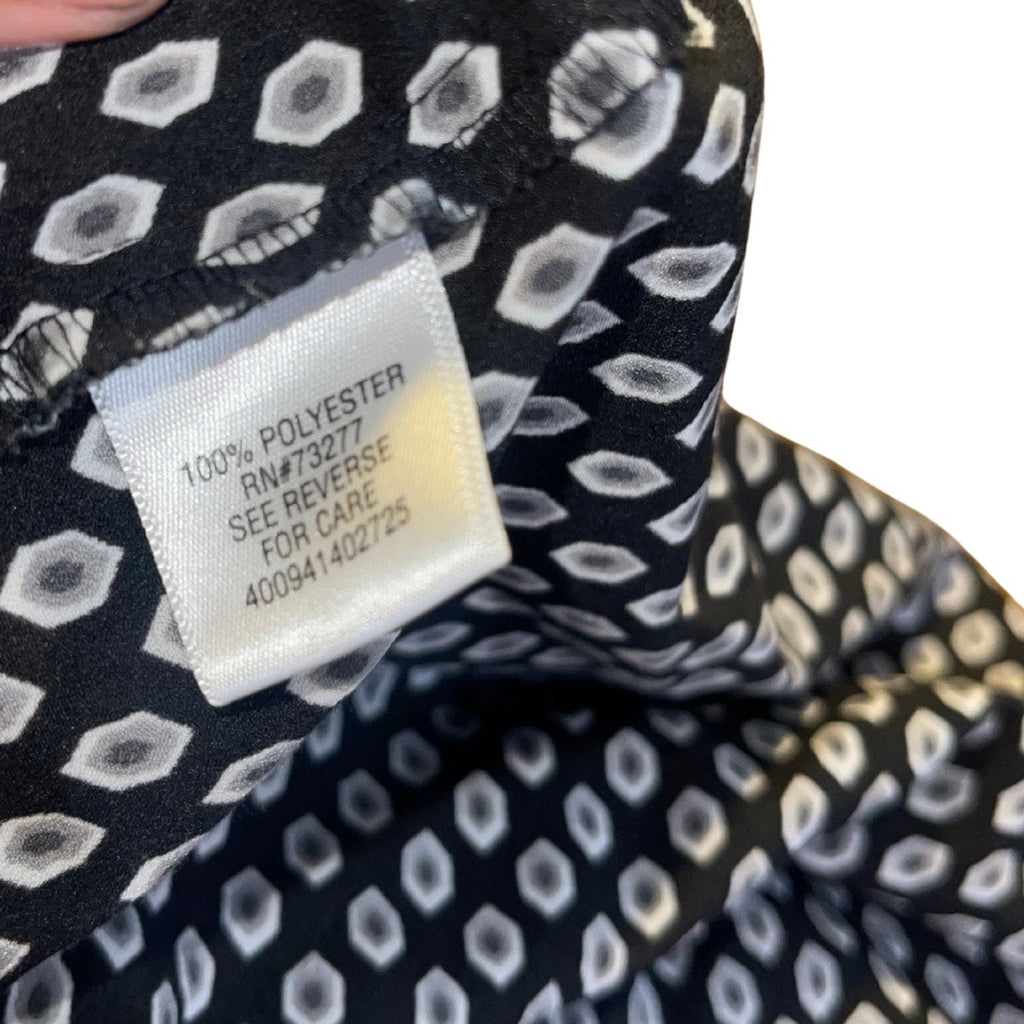 100% POLYESTER
RN#73277
SEE REVERSE
FOR CARE
400941402725